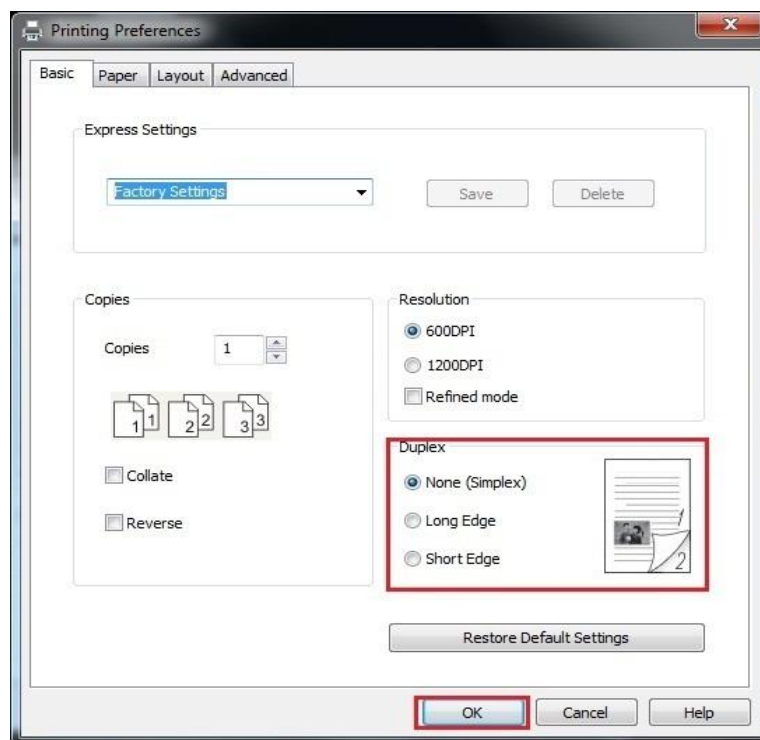 Printing Preferences
Basic Paper Layout Advanced
Express Settings
Factory Settings Save Delete
Copies
Copies 1
1 1 2 2 3 3
Collate
Reverse
Resolution
600DPI
1200DPI
Refined mode
Duplex
None (Simplex)
Long Edge
Short Edge
1
2
Restore Default Settings
OK Cancel Help